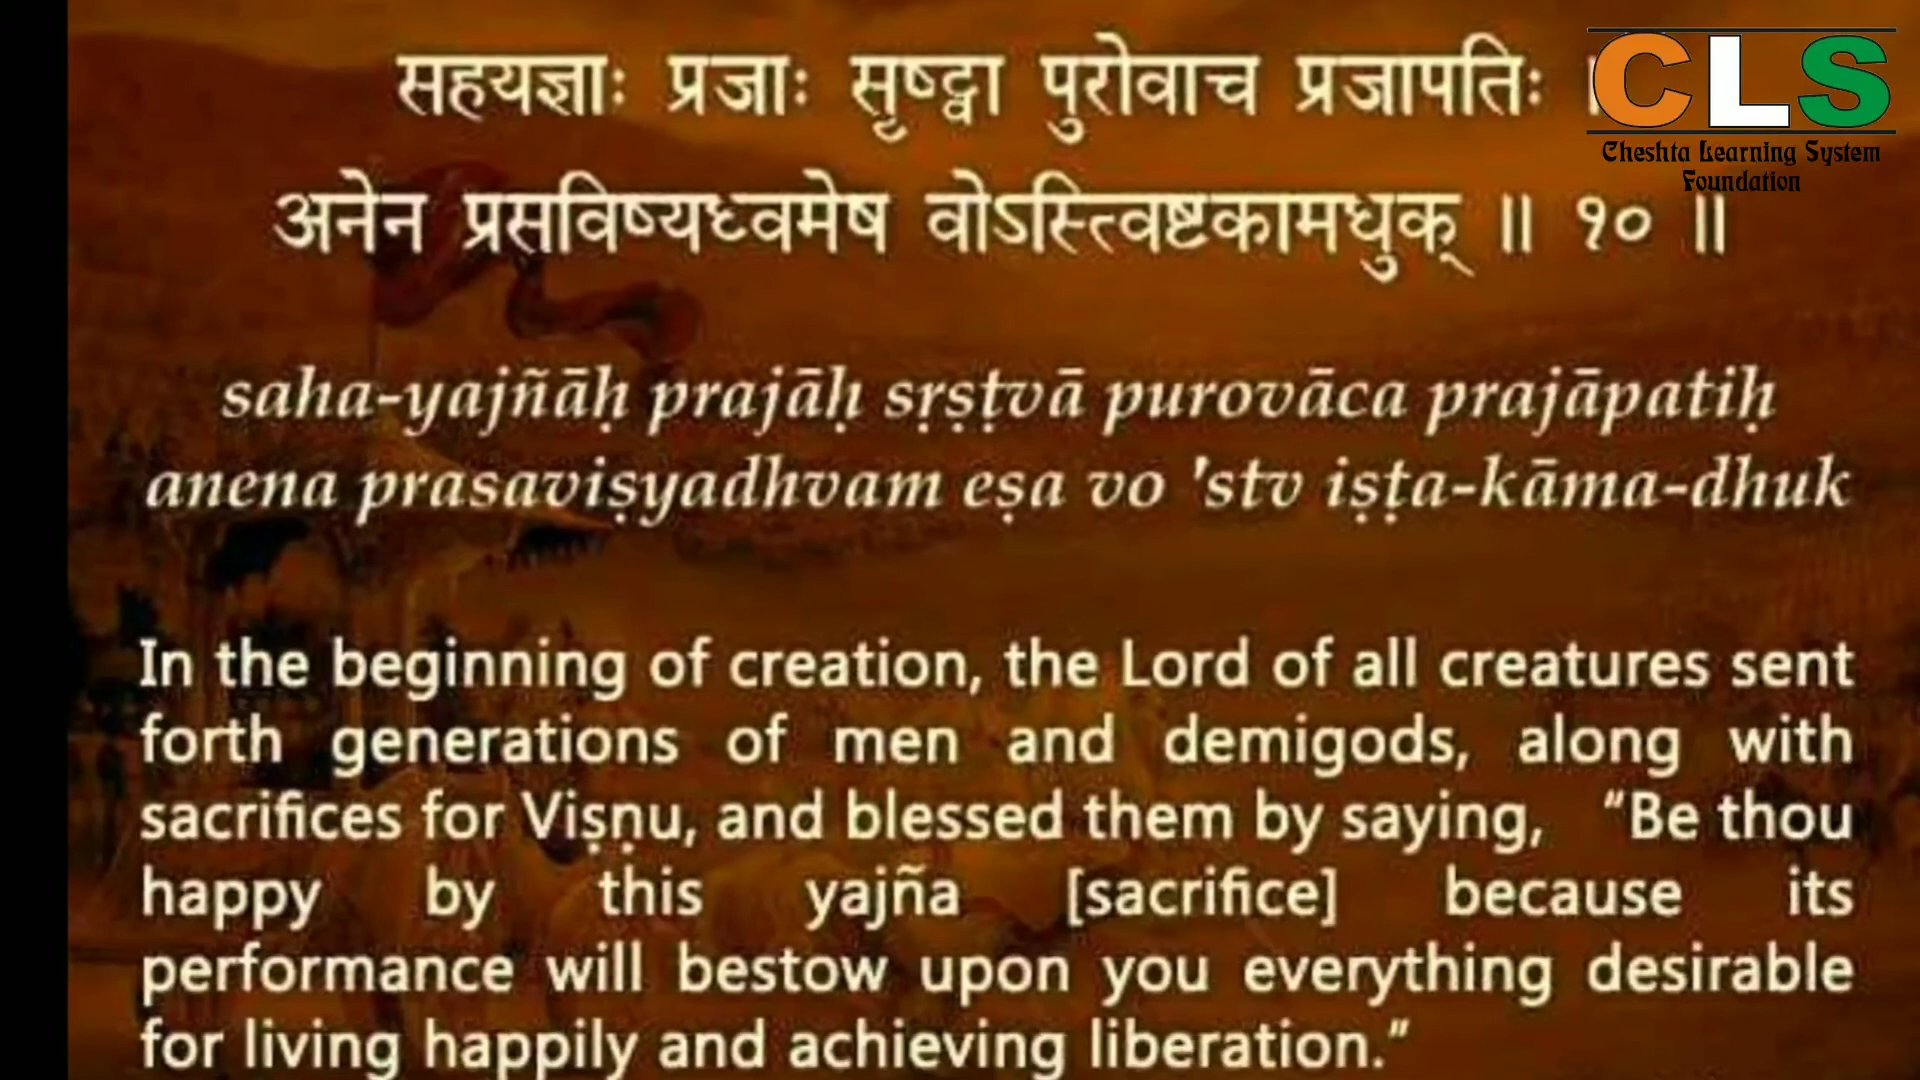 सहयज्ञाः प्रजाः सृष्ट्वा पुरोवाच प्रजापतिः ।
CLS
Cheshta Learning System
Foundation
अनेन प्रसविष्यध्वमेष वोऽस्त्विष्टकामधुक् ॥ १० ॥
saha-yajñāḥ prajāḥ sṛṣṭvā purovāca prajāpatiḥ
anena prasaviṣyadhvam eṣa vo 'stv iṣṭa-kāma-dhuk
In the beginning of creation, the Lord of all creatures sent
forth generations of men and demigods, along with
sacrifices for Viṣṇu, and blessed them by saying, “Be thou
happy by this yajña [sacrifice] because its
performance will bestow upon you everything desirable
for living happily and achieving liberation.”